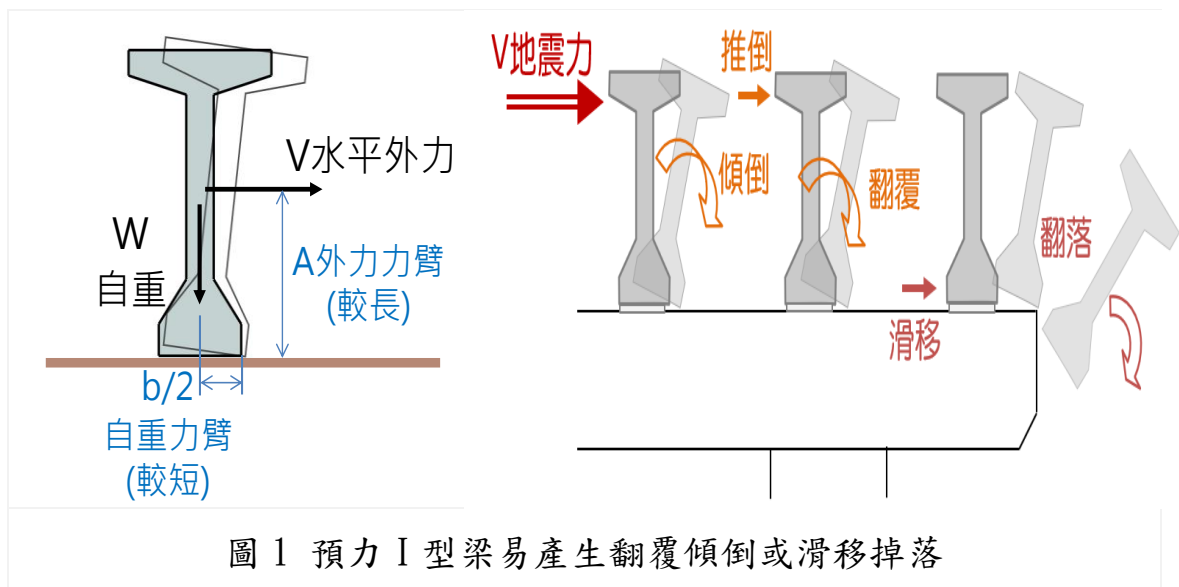 V水平外力
W
自重
A外力力臂
(較長)
b/2
自重力臂
(較短)
V地震力
推倒
傾倒
翻覆
翻落
滑移
圖 1 預力 I 型梁易產生翻覆傾倒或滑移掉落